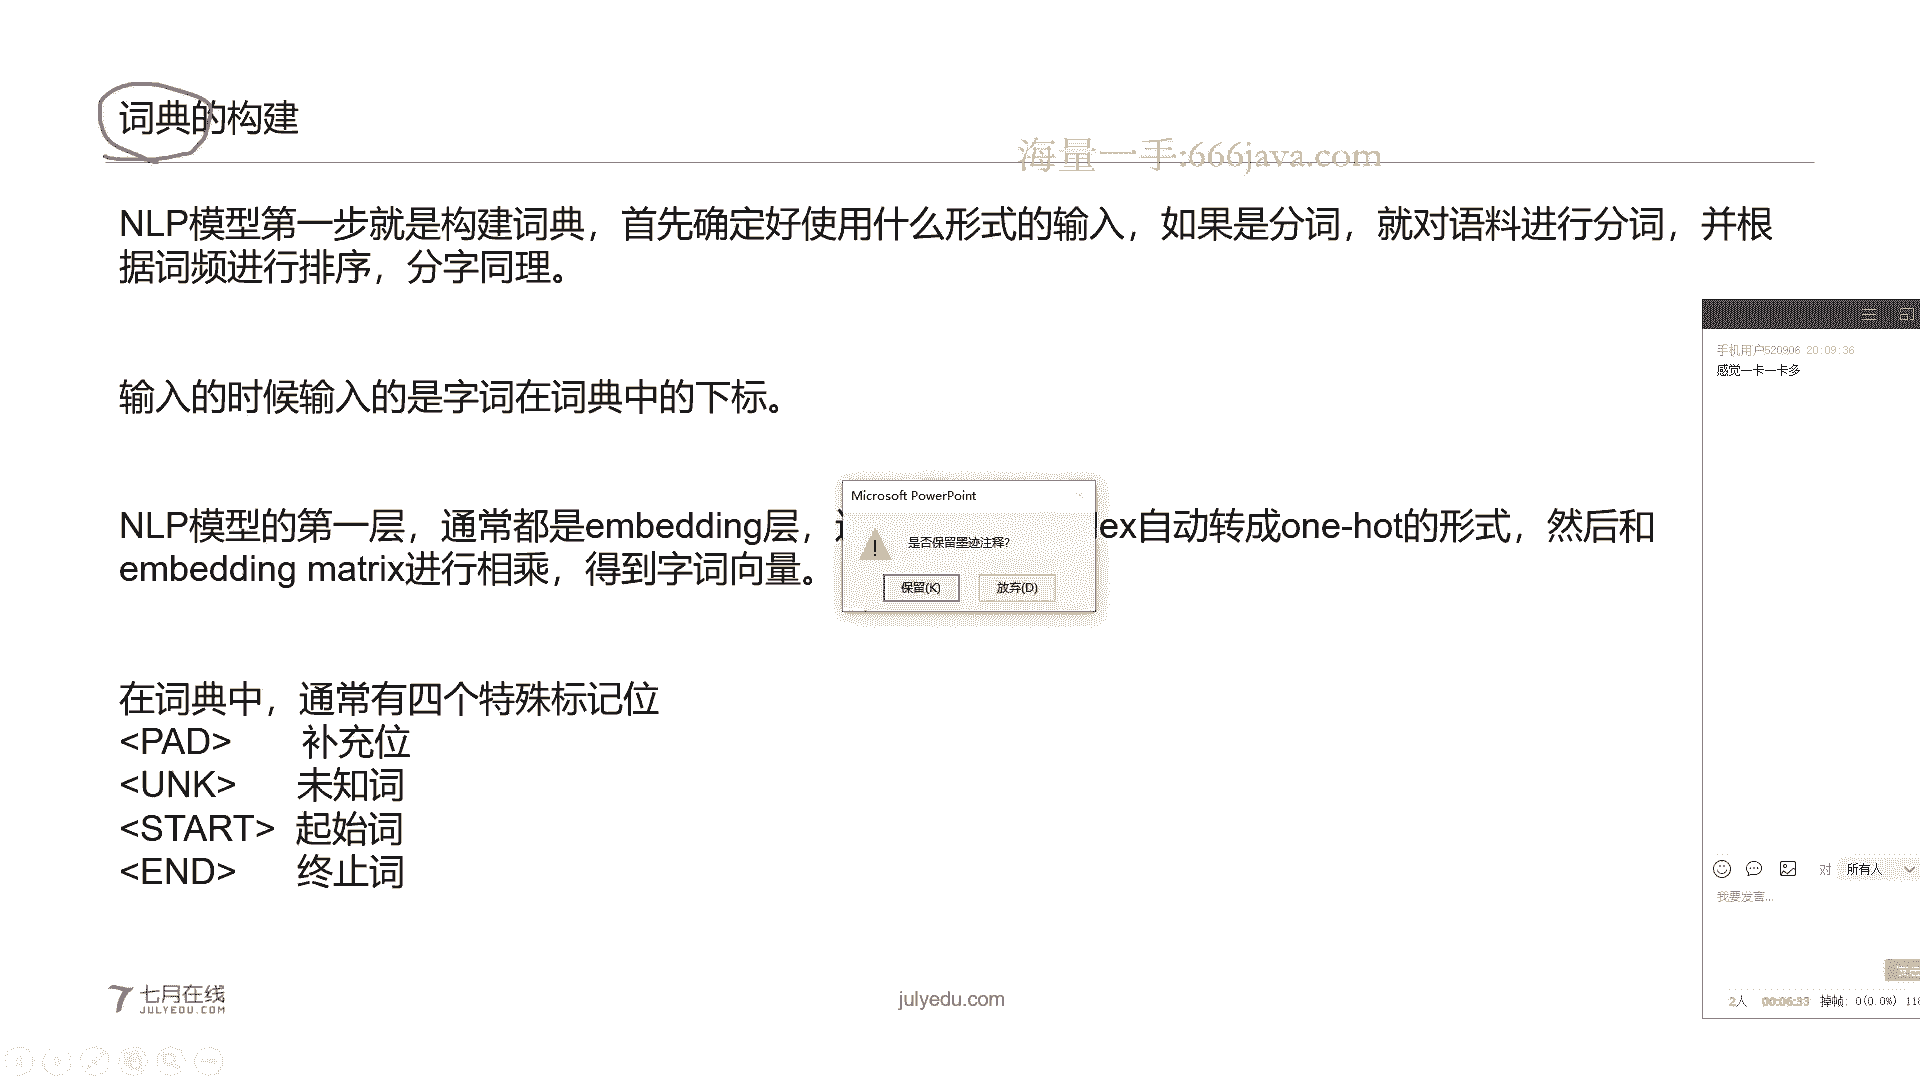 词典的构建
海量一手:666java.com
NLP模型第一步就是构建词典，首先确定好使用什么形式的输入，如果是分词，就对语料进行分词，并根
据词频进行排序，分字同理。
输入的时候输入的是字词在词典中的下标。
NLP模型的第一层，通常都是embedding层，
ex自动转成one-hot的形式，然后和
embedding matrix进行相乘，得到字词向量。
Microsoft PowerPoint
是否保留墨迹注释?
保留(K) 放弃(D)
在词典中，通常有四个特殊标记位
<PAD> 补充位
<UNK> 未知词
<START> 起始词
<END> 终止词
手机用户520906 20:09:36
感觉一卡一卡多
对 所有人
我要发言...
2人 00:06:33 掉帧: 0(0.0%) 118
七月在线
JULYEDU.COM
julyedu.com